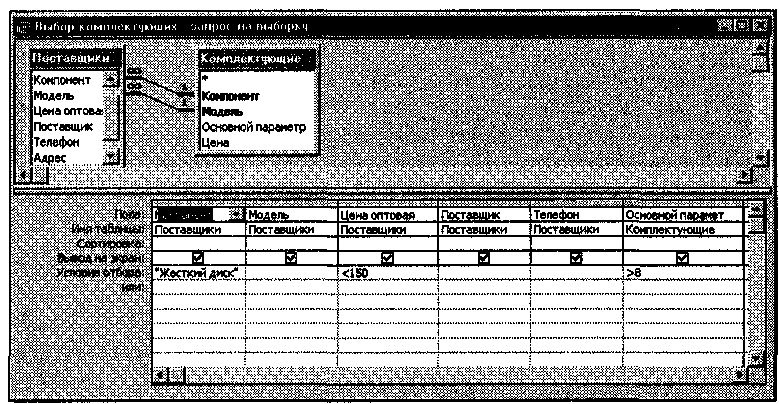 Выбор комплектующих : запрос на выборку
Поставщики
Компонент
Модель
Цена оптова
Поставщик
Телефон
Адрес
Комплектующие
*
Компонент
Модель
Основной параметр
Цена
Поле:
Модель
Цена оптовая
Поставщик
Телефон
Основной парамет
Имя таблицы:
Поставщики
Поставщики
Поставщики
Поставщики
Поставщики
Комплектующие
Сортировка:
Вывод на экран:
Условие отбора:
"Жесткий диск"
<150
>8
или: